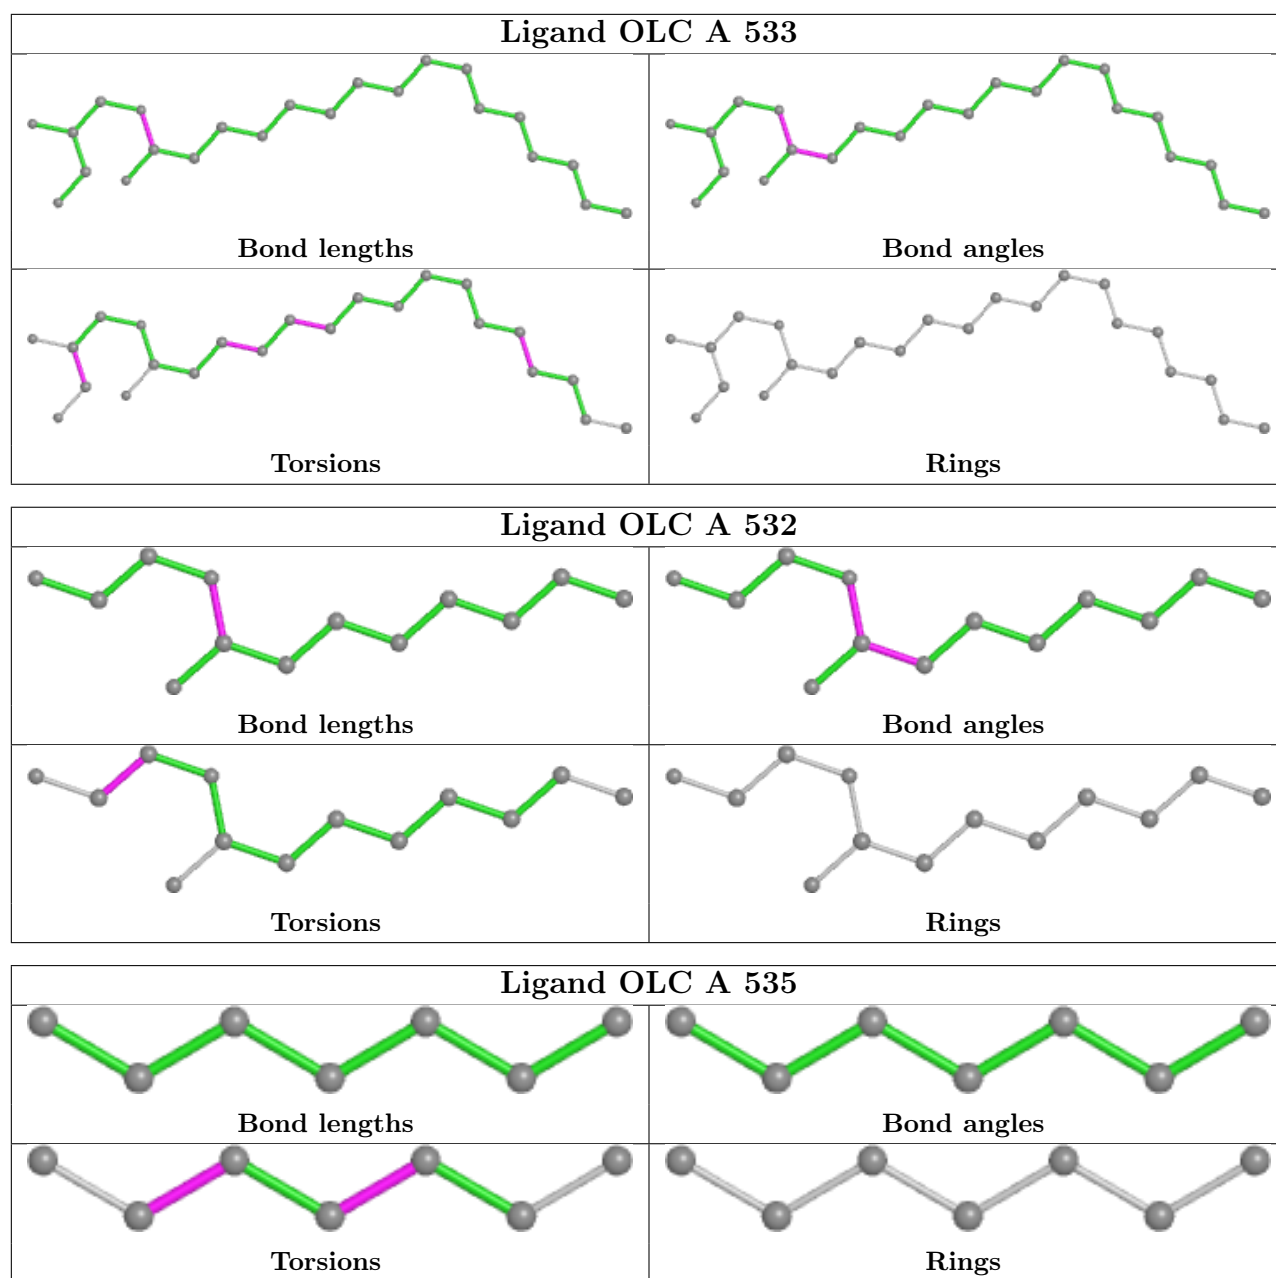 Ligand OLC A 533
Bond lengths
Bond angles
Torsions
Rings
Ligand OLC A 532
Bond lengths
Bond angles
Torsions
Rings
Ligand OLC A 535
Bond lengths
Bond angles
Torsions
Rings